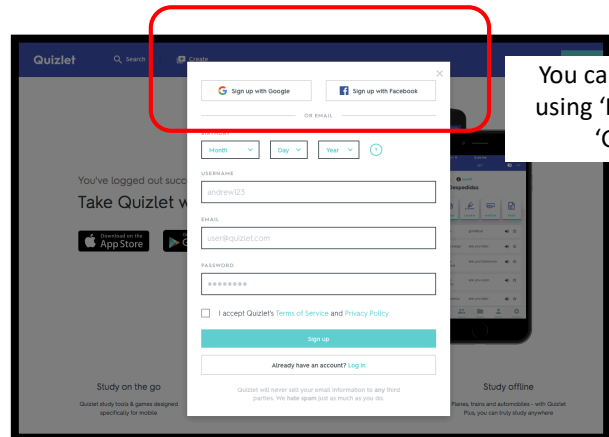 Quizlet
Search
Create
You ca
using '
Sign up with Google
Sign up with Facebook
OR EMAIL
BIRTHDAY
Month
Day
Year
You've logged out succ
USERNAME
Take Quizlet w
andrew123
EMAIL
Download on the
App Store
user@quizlet.com
PASSWORD
I accept Quizlet's Terms of Service and Privacy Policy
Sign up
Already have an account? Log in
Study on the go
Quizlet study tools & games designed
specifically for mobile
Quizlet will never sell your email information to any third
parties. We hate spam just as much as you do.
Study offline
Planes, trains and automobiles - with Quizlet
Plus, you can truly study anywhere